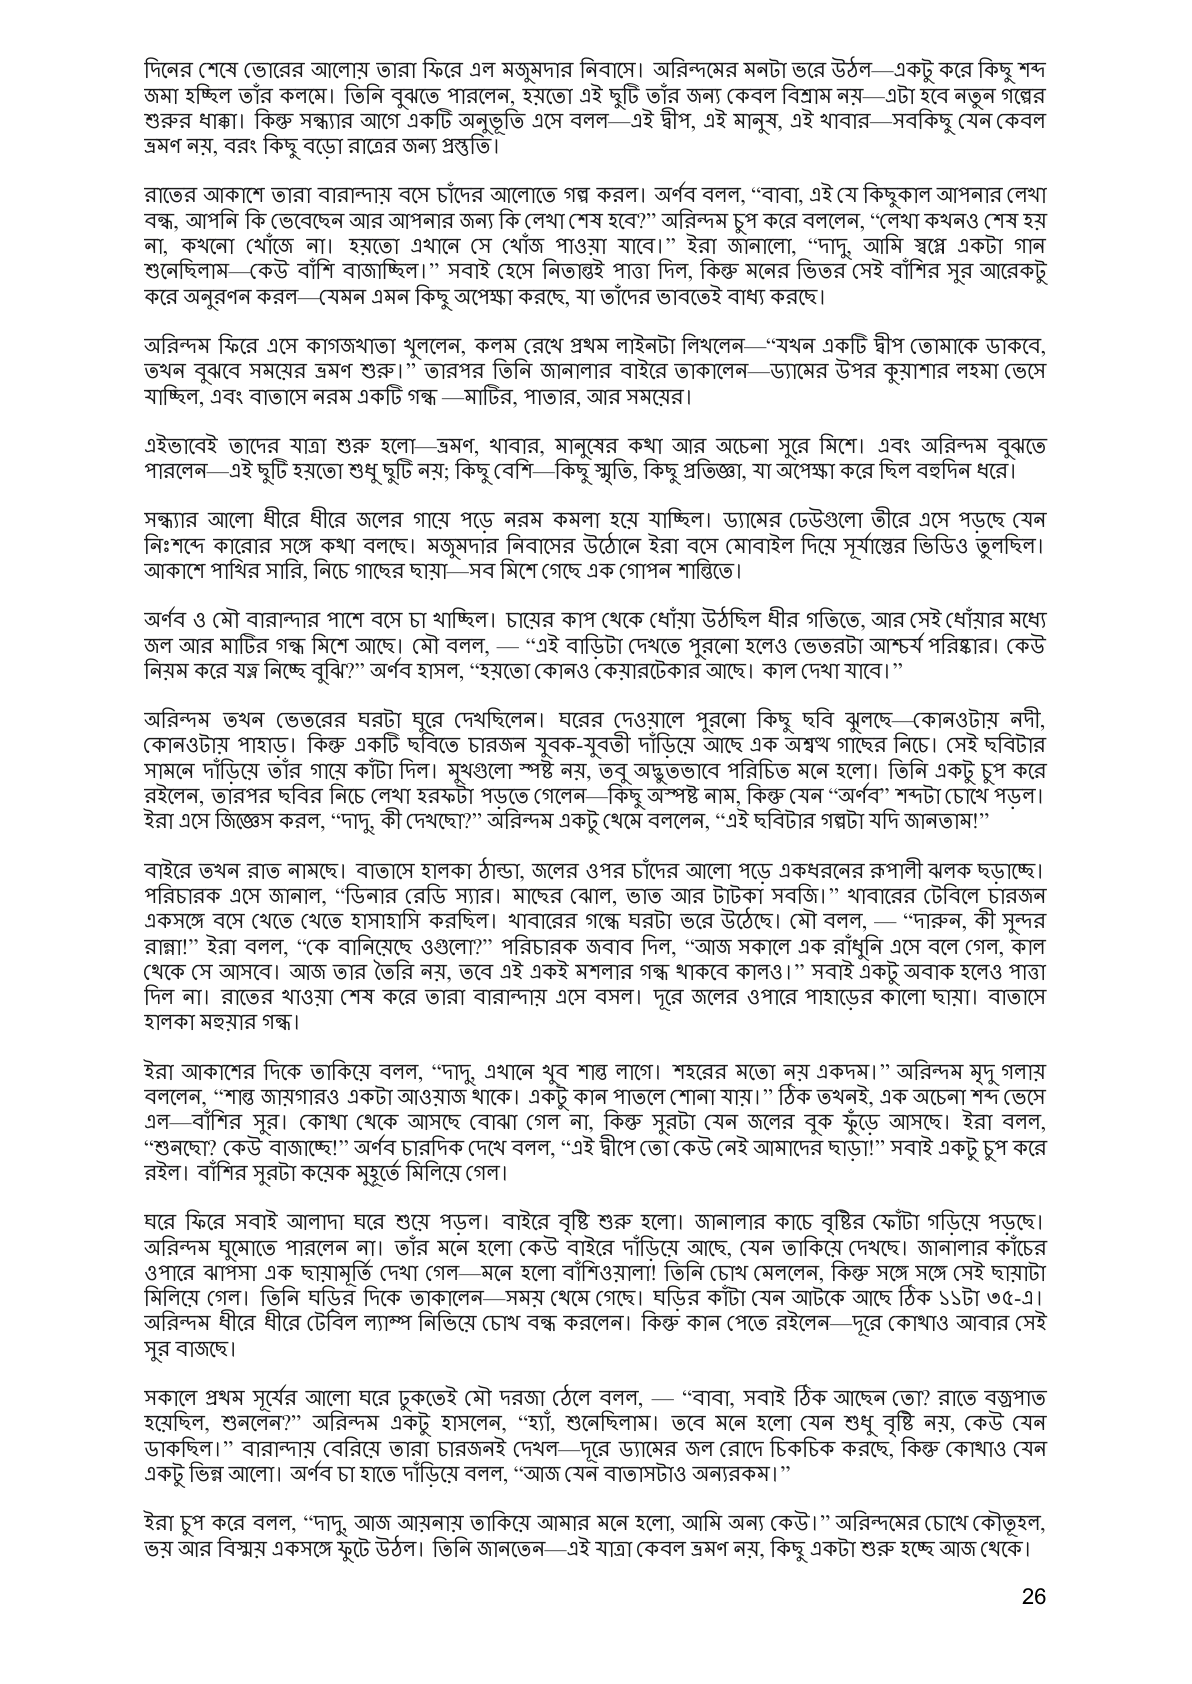 দিনের শেষে ভোরের আলোয় তারা ফিরে এল মজুমদার নিবাসে। অরিন্দমের মনটা ভরে উঠল—একটু করে কিছু শব্দ
জমা হচ্ছিল তাঁর কলমে। তিনি বুঝতে পারলেন, হয়তো এই ছুটি তাঁর জন্য কেবল বিশ্রাম নয়—এটা হবে নতুন গল্পের
শুরুর ধাক্কা। কিন্তু সন্ধ্যার আগে একটি অনুভূতি এসে বলল—এই দ্বীপ, এই মানুষ, এই খাবার—সবকিছু যেন কেবল
ভ্রমণ নয়, বরং কিছু বড়ো রাত্রের জন্য প্রস্তুতি।
রাতের আকাশে তারা বারান্দায় বসে চাঁদের আলোতে গল্প করল। অর্ণব বলল, “বাবা, এই যে কিছুকাল আপনার লেখা
বন্ধ, আপনি কি ভেবেছেন আর আপনার জন্য কি লেখা শেষ হবে?” অরিন্দম চুপ করে বললেন, “লেখা কখনও শেষ হয়
না, কখনো খোঁজে না। হয়তো এখানে সে খোঁজ পাওয়া যাবে।” ইরা জানালো, “দাদু, আমি স্বপ্নে একটা গান
শুনেছিলাম—কেউ বাঁশি বাজাচ্ছিল।” সবাই হেসে নিতান্তই পাত্তা দিল, কিন্তু মনের ভিতর সেই বাঁশির সুর আরেকটু
করে অনুরণন করল—যেমন এমন কিছু অপেক্ষা করছে, যা তাঁদের ভাবতেই বাধ্য করছে।
অরিন্দম ফিরে এসে কাগজখাতা খুললেন, কলম রেখে প্রথম লাইনটা লিখলেন—“যখন একটি দ্বীপ তোমাকে ডাকবে,
তখন বুঝবে সময়ের ভ্রমণ শুরু।” তারপর তিনি জানালার বাইরে তাকালেন—ড্যামের উপর কুয়াশার লহমা ভেসে
যাচ্ছিল, এবং বাতাসে নরম একটি গন্ধ —মাটির, পাতার, আর সময়ের।
এইভাবেই তাদের যাত্রা শুরু হলো—ভ্রমণ, খাবার, মানুষের কথা আর অচেনা সুরে মিশে। এবং অরিন্দম বুঝতে
পারলেন—এই ছুটি হয়তো শুধু ছুটি নয়; কিছু বেশি—কিছু স্মৃতি, কিছু প্রতিজ্ঞা, যা অপেক্ষা করে ছিল বহুদিন ধরে।
সন্ধ্যার আলো ধীরে ধীরে জলের গায়ে পড়ে নরম কমলা হয়ে যাচ্ছিল। ড্যামের ঢেউগুলো তীরে এসে পড়ছে যেন
নিঃশব্দে কারোর সঙ্গে কথা বলছে। মজুমদার নিবাসের উঠোনে ইরা বসে মোবাইল দিয়ে সূর্যাস্তের ভিডিও তুলছিল।
আকাশে পাখির সারি, নিচে গাছের ছায়া—সব মিশে গেছে এক গোপন শান্তিতে।
অর্ণব ও মৌ বারান্দার পাশে বসে চা খাচ্ছিল। চায়ের কাপ থেকে ধোঁয়া উঠছিল ধীর গতিতে, আর সেই ধোঁয়ার মধ্যে
জল আর মাটির গন্ধ মিশে আছে। মৌ বলল, — “এই বাড়িটা দেখতে পুরনো হলেও ভেতরটা আশ্চর্য পরিষ্কার। কেউ
নিয়ম করে যত্ন নিচ্ছে বুঝি?” অর্ণব হাসল, “হয়তো কোনও কেয়ারটেকার আছে। কাল দেখা যাবে।”
অরিন্দম তখন ভেতরের ঘরটা ঘুরে দেখছিলেন। ঘরের দেওয়ালে পুরনো কিছু ছবি ঝুলছে—কোনওটায় নদী,
কোনওটায় পাহাড়। কিন্তু একটি ছবিতে চারজন যুবক-যুবতী দাঁড়িয়ে আছে এক অশ্বত্থ গাছের নিচে। সেই ছবিটার
সামনে দাঁড়িয়ে তাঁর গায়ে কাঁটা দিল। মুখগুলো স্পষ্ট নয়, তবু অদ্ভুতভাবে পরিচিত মনে হলো। তিনি একটু চুপ করে
রইলেন, তারপর ছবির নিচে লেখা হরফটা পড়তে গেলেন—কিছু অস্পষ্ট নাম, কিন্তু যেন “অর্ণব” শব্দটা চোখে পড়ল।
ইরা এসে জিজ্ঞেস করল, “দাদু, কী দেখছো?” অরিন্দম একটু থেমে বললেন, “এই ছবিটার গল্পটা যদি জানতাম!”
বাইরে তখন রাত নামছে। বাতাসে হালকা ঠান্ডা, জলের ওপর চাঁদের আলো পড়ে একধরনের রূপালী ঝলক ছড়াচ্ছে।
পরিচারক এসে জানাল, “ডিনার রেডি স্যার। মাছের ঝোল, ভাত আর টাটকা সবজি।” খাবারের টেবিলে চারজন
একসঙ্গে বসে খেতে খেতে হাসাহাসি করছিল। খাবারের গন্ধে ঘরটা ভরে উঠেছে। মৌ বলল, — “দারুন, কী সুন্দর
রান্না!” ইরা বলল, “কে বানিয়েছে ওগুলো?” পরিচারক জবাব দিল, “আজ সকালে এক রাঁধুনি এসে বলে গেল, কাল
থেকে সে আসবে। আজ তার তৈরি নয়, তবে এই একই মশলার গন্ধ থাকবে কালও।” সবাই একটু অবাক হলেও পাত্তা
দিল না। রাতের খাওয়া শেষ করে তারা বারান্দায় এসে বসল। দূরে জলের ওপারে পাহাড়ের কালো ছায়া। বাতাসে
হালকা মহুয়ার গন্ধ।
ইরা আকাশের দিকে তাকিয়ে বলল, “দাদু, এখানে খুব শান্ত লাগে। শহরের মতো নয় একদম।” অরিন্দম মৃদু গলায়
বললেন, “শান্ত জায়গারও একটা আওয়াজ থাকে। একটু কান পাতলে শোনা যায়।” ঠিক তখনই, এক অচেনা শব্দ ভেসে
এল—বাঁশির সুর। কোথা থেকে আসছে বোঝা গেল না, কিন্তু সুরটা যেন জলের বুক ফুঁড়ে আসছে। ইরা বলল,
“শুনছো? কেউ বাজাচ্ছে!” অর্ণব চারদিক দেখে বলল, “এই দ্বীপে তো কেউ নেই আমাদের ছাড়া!” সবাই একটু চুপ করে
রইল। বাঁশির সুরটা কয়েক মুহূর্তে মিলিয়ে গেল।
ঘরে ফিরে সবাই আলাদা ঘরে শুয়ে পড়ল। বাইরে বৃষ্টি শুরু হলো। জানালার কাচে বৃষ্টির ফোঁটা গড়িয়ে পড়ছে।
অরিন্দম ঘুমোতে পারলেন না। তাঁর মনে হলো কেউ বাইরে দাঁড়িয়ে আছে, যেন তাকিয়ে দেখছে। জানালার কাঁচের
ওপারে ঝাপসা এক ছায়ামূর্তি দেখা গেল—মনে হলো বাঁশিওয়ালা! তিনি চোখ মেললেন, কিন্তু সঙ্গে সঙ্গে সেই ছায়াটা
মিলিয়ে গেল। তিনি ঘড়ির দিকে তাকালেন—সময় থেমে গেছে। ঘড়ির কাঁটা যেন আটকে আছে ঠিক ১১টা ৩৫-এ।
অরিন্দম ধীরে ধীরে টেবিল ল্যাম্প নিভিয়ে চোখ বন্ধ করলেন। কিন্তু কান পেতে রইলেন—দূরে কোথাও আবার সেই
সুর বাজছে।
সকালে প্রথম সূর্যের আলো ঘরে ঢুকতেই মৌ দরজা ঠেলে বলল, — “বাবা, সবাই ঠিক আছেন তো? রাতে বজ্রপাত
হয়েছিল, শুনলেন?” অরিন্দম একটু হাসলেন, “হ্যাঁ, শুনেছিলাম। তবে মনে হলো যেন শুধু বৃষ্টি নয়, কেউ যেন
ডাকছিল।” বারান্দায় বেরিয়ে তারা চারজনই দেখল—দূরে ড্যামের জল রোদে চিকচিক করছে, কিন্তু কোথাও যেন
একটু ভিন্ন আলো। অর্ণব চা হাতে দাঁড়িয়ে বলল, “আজ যেন বাতাসটাও অন্যরকম।”
ইরা চুপ করে বলল, “দাদু, আজ আয়নায় তাকিয়ে আমার মনে হলো, আমি অন্য কেউ।” অরিন্দমের চোখে কৌতূহল,
ভয় আর বিস্ময় একসঙ্গে ফুটে উঠল। তিনি জানতেন—এই যাত্রা কেবল ভ্রমণ নয়, কিছু একটা শুরু হচ্ছে আজ থেকে।
26